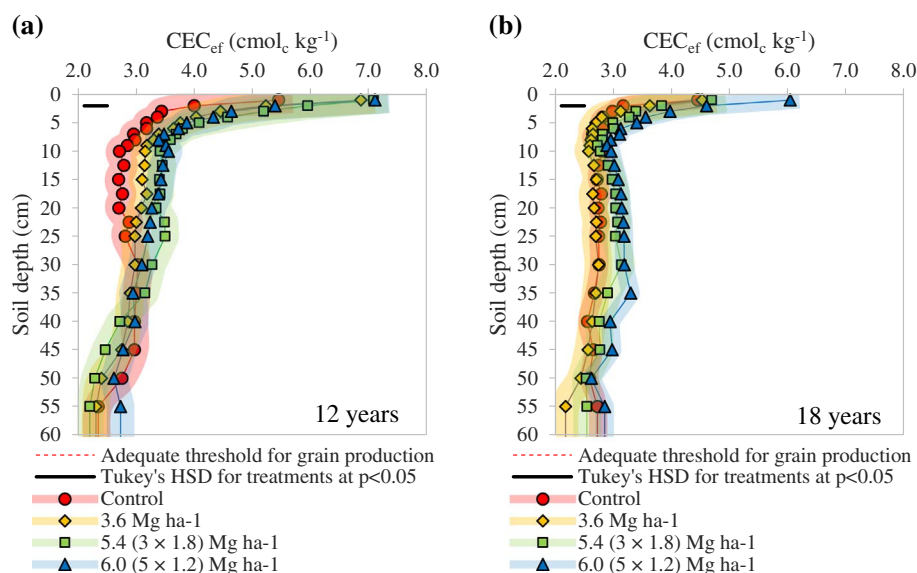 (a)
CEC_ef (cmol_c kg^-1)
2.0 3.0 4.0 5.0 6.0 7.0 8.0
0
5
10
15
20
25
30
35
40
45
50
55
60
Soil depth (cm)
12 years
Adequate threshold for grain production
Tukey's HSD for treatments at p<0.05
Control
3.6 Mg ha-1
5.4 (3 × 1.8) Mg ha-1
6.0 (5 × 1.2) Mg ha-1
(b)
CEC_ef (cmol_c kg^-1)
2.0 3.0 4.0 5.0 6.0 7.0 8.0
0
5
10
15
20
25
30
35
40
45
50
55
60
Soil depth (cm)
18 years
Adequate threshold for grain production
Tukey's HSD for treatments at p<0.05
Control
3.6 Mg ha-1
5.4 (3 × 1.8) Mg ha-1
6.0 (5 × 1.2) Mg ha-1